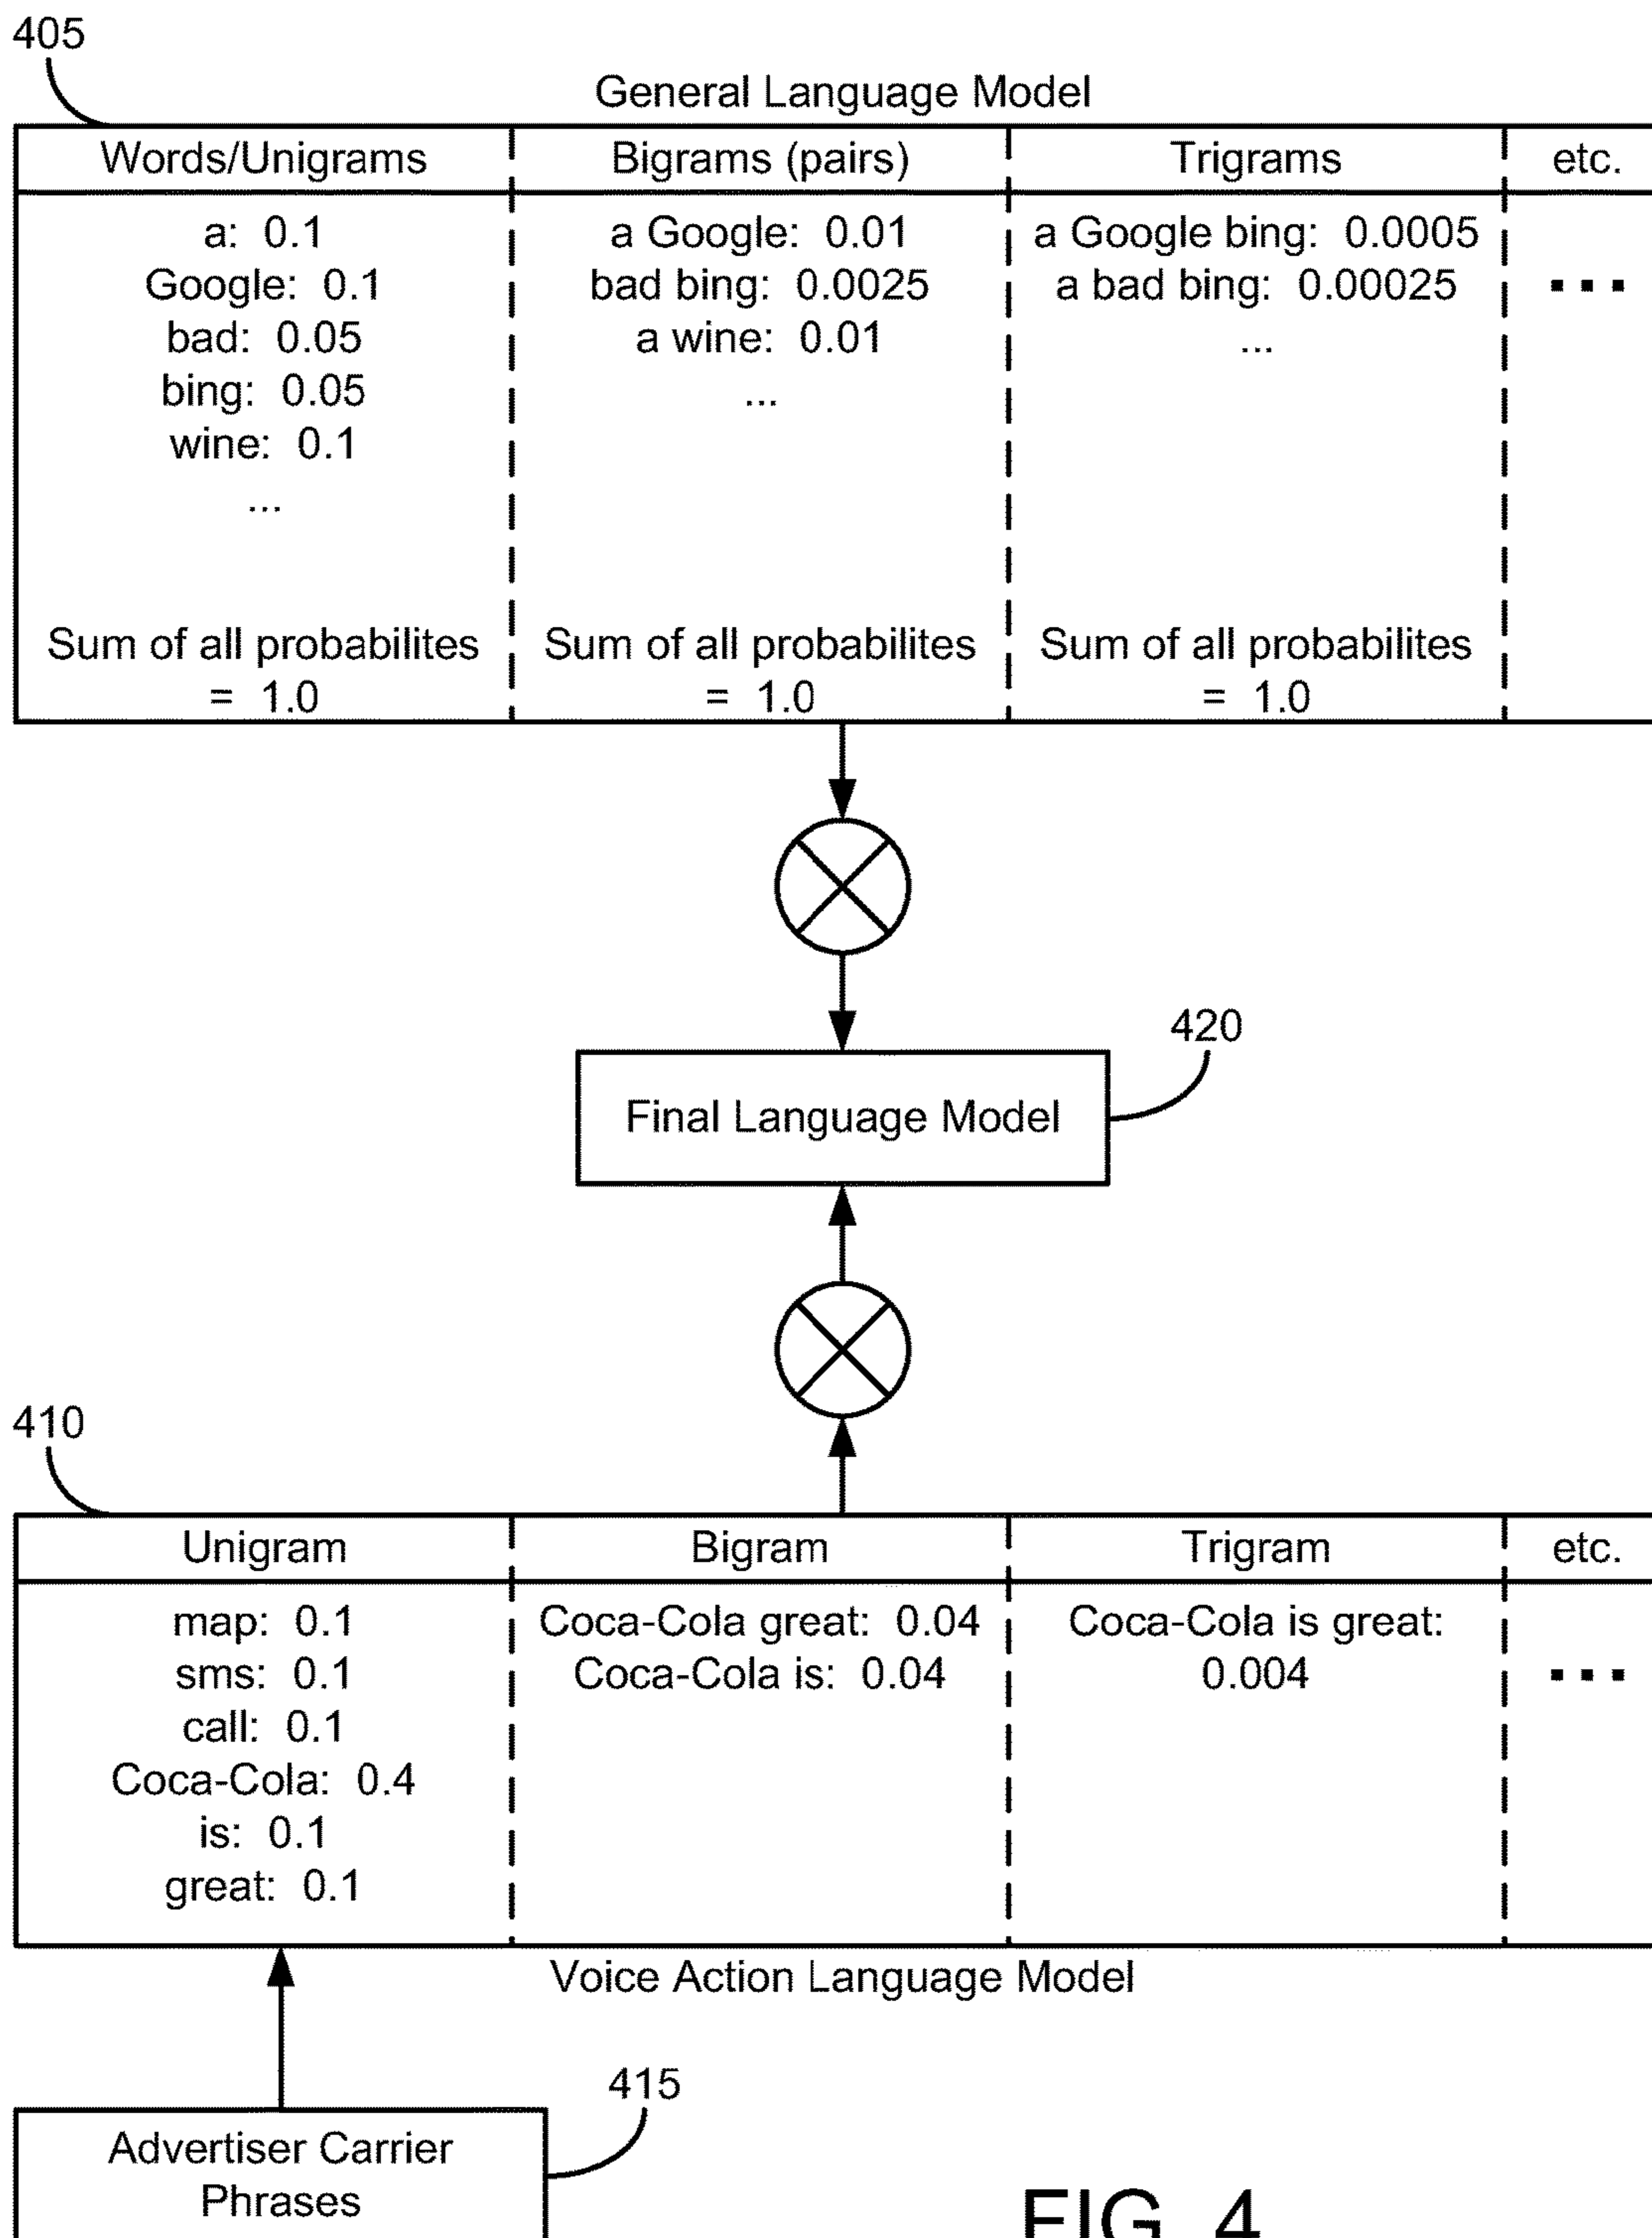 405
General Language Model
Words/Unigrams
Bigrams (pairs)
Trigrams
etc.
a: 0.1
Google: 0.1
bad: 0.05
bing: 0.05
wine: 0.1
...
Sum of all probabilites
= 1.0
a Google: 0.01
bad bing: 0.0025
a wine: 0.01
...
Sum of all probabilites
= 1.0
a Google bing: 0.0005
a bad bing: 0.00025
...
Sum of all probabilites
= 1.0
...
420
Final Language Model
410
Unigram
Bigram
Trigram
etc.
map: 0.1
sms: 0.1
call: 0.1
Coca-Cola: 0.4
is: 0.1
great: 0.1
Coca-Cola great: 0.04
Coca-Cola is: 0.04
Coca-Cola is great:
0.004
...
Voice Action Language Model
415
Advertiser Carrier
Phrases
FIG. 4